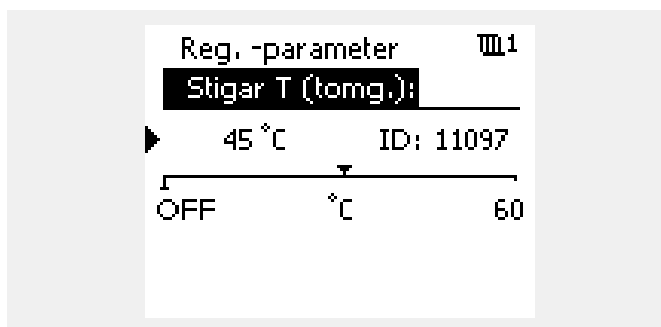 Reg. -parameter 1
Stigar T (tomg.):
45 °C ID: 11097
OFF °C 60